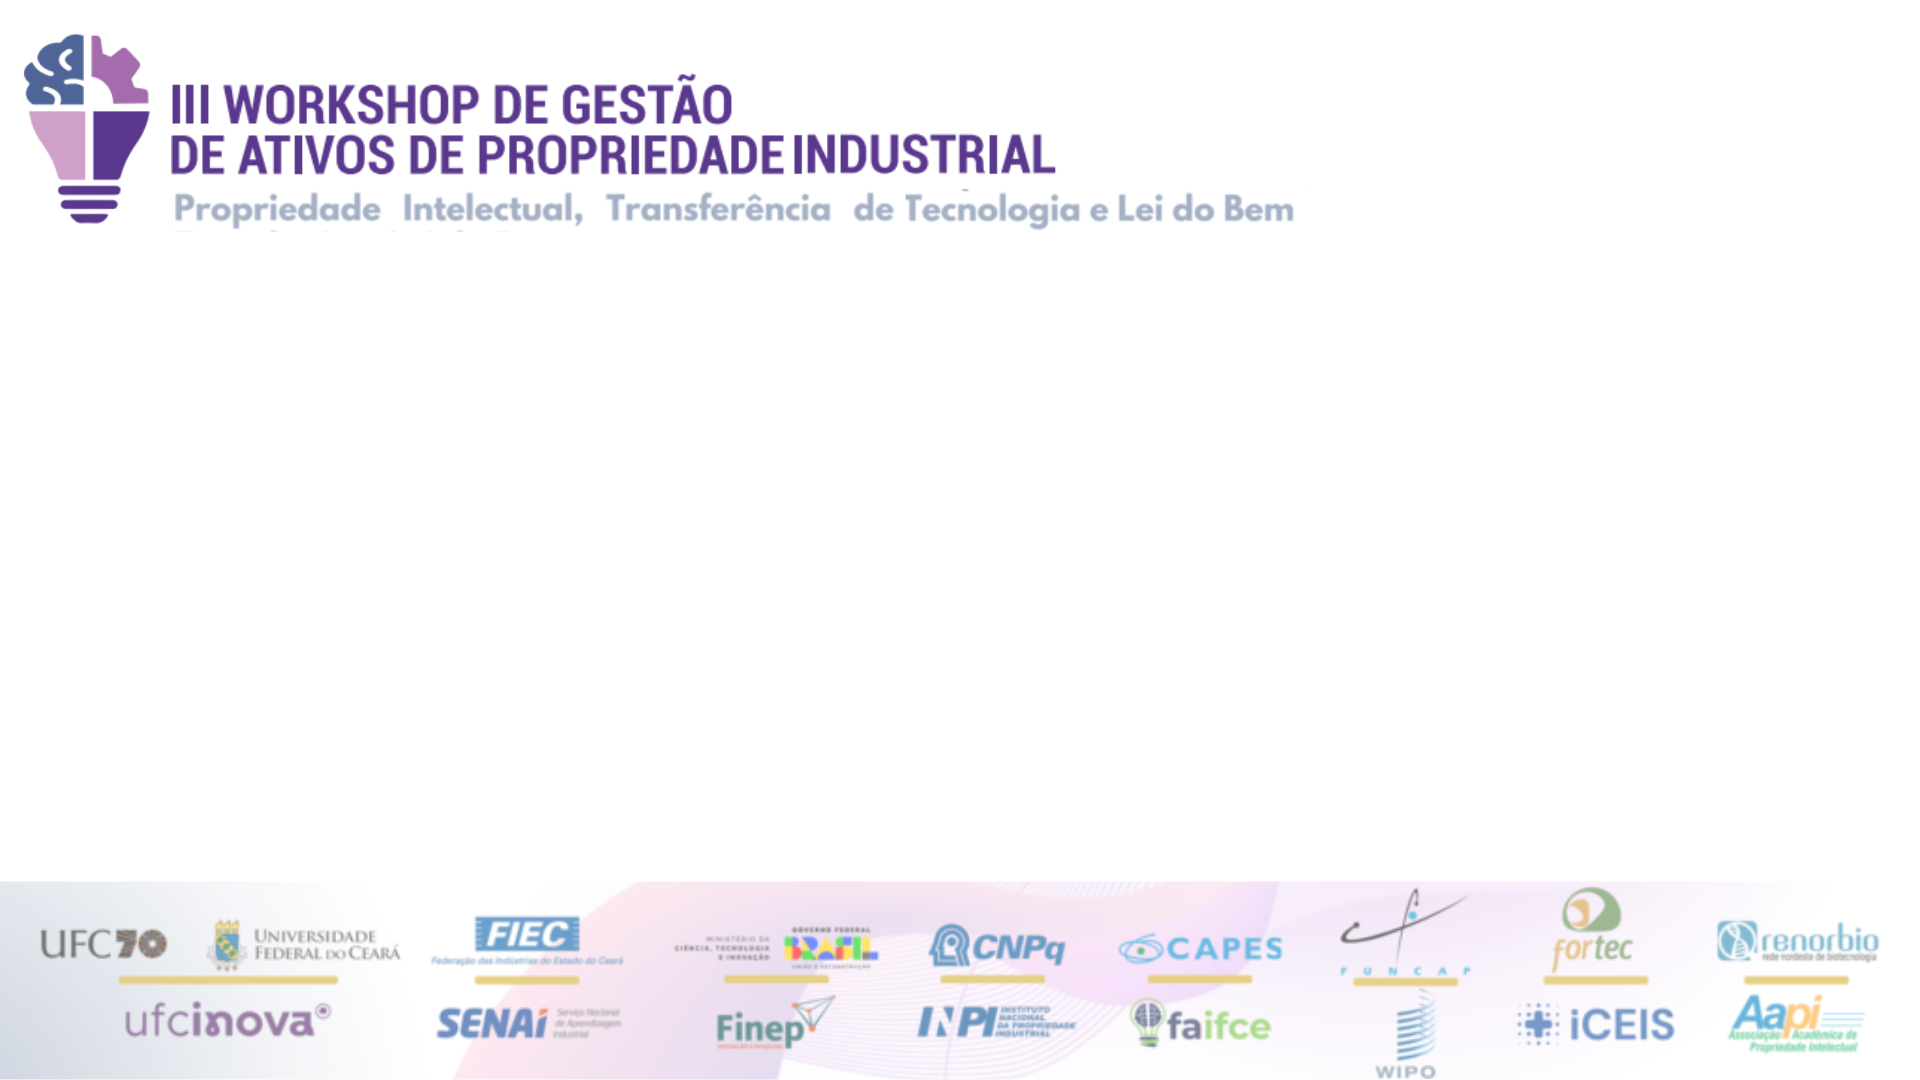 III WORKSHOP DE GESTÃO
DE ATIVOS DE PROPRIEDADE INDUSTRIAL
Propriedade Intelectual, Transferência de Tecnologia e Lei do Bem
UFC70
UNIVERSIDADE
FEDERAL DO CEARÁ
FIEC
Federação das Indústrias do Estado do Ceará
MINISTÉRIO DA
CIÊNCIA, TECNOLOGIA
E INOVAÇÃO
GOVERNO FEDERAL
BRASIL
UNIÃO E RECONSTRUÇÃO
CNPq
CAPES
FUNCAP
fortec
renorbio
rede nordeste de biotecnologia
ufcinova
SENAI
Serviço Nacional
de Aprendizagem
Industrial
Finep
INOVAÇÃO E PESQUISA
INPI
INSTITUTO
NACIONAL
DA PROPRIEDADE
INDUSTRIAL
faifce
WIPO
iCEIS
Aapi
Associação Acadêmica de
Propriedade Intelectual